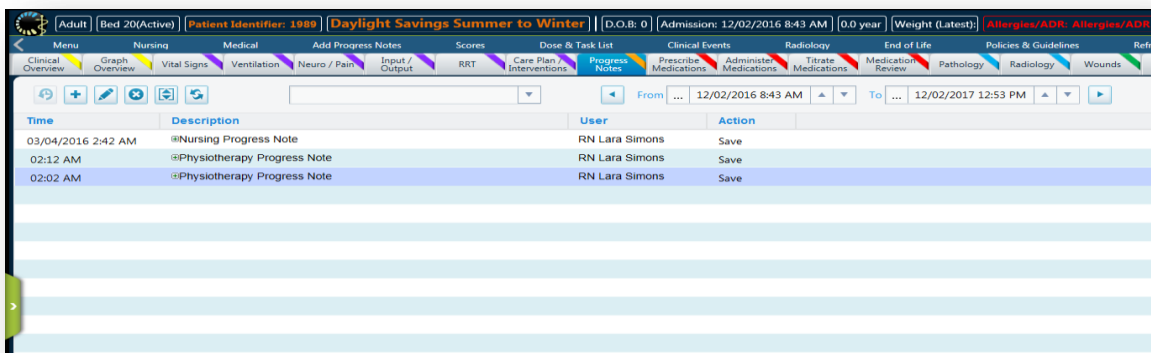 Adult Bed 20(Active) Patient Identifier: 1989 Daylight Savings Summer to Winter D.O.B: 0 Admission: 12/02/2016 8:43 AM 0.0 year Weight (Latest): Allergies/ADR: Allergies/ADR
Menu Nursing Medical Add Progress Notes Scores Dose & Task List Clinical Events Radiology End of Life Policies & Guidelines Refr
Clinical Overview Graph Overview Vital Signs Ventilation Neuro / Pain Input / Output RRT Care Plan / Interventions Progress Notes Prescribe Medications Administer Medications Titrate Medications Medication Review Pathology Radiology Wounds
From ... 12/02/2016 8:43 AM To ... 12/02/2017 12:53 PM
Time Description User Action
03/04/2016 2:42 AM Nursing Progress Note RN Lara Simons Save
02:12 AM Physiotherapy Progress Note RN Lara Simons Save
02:02 AM Physiotherapy Progress Note RN Lara Simons Save